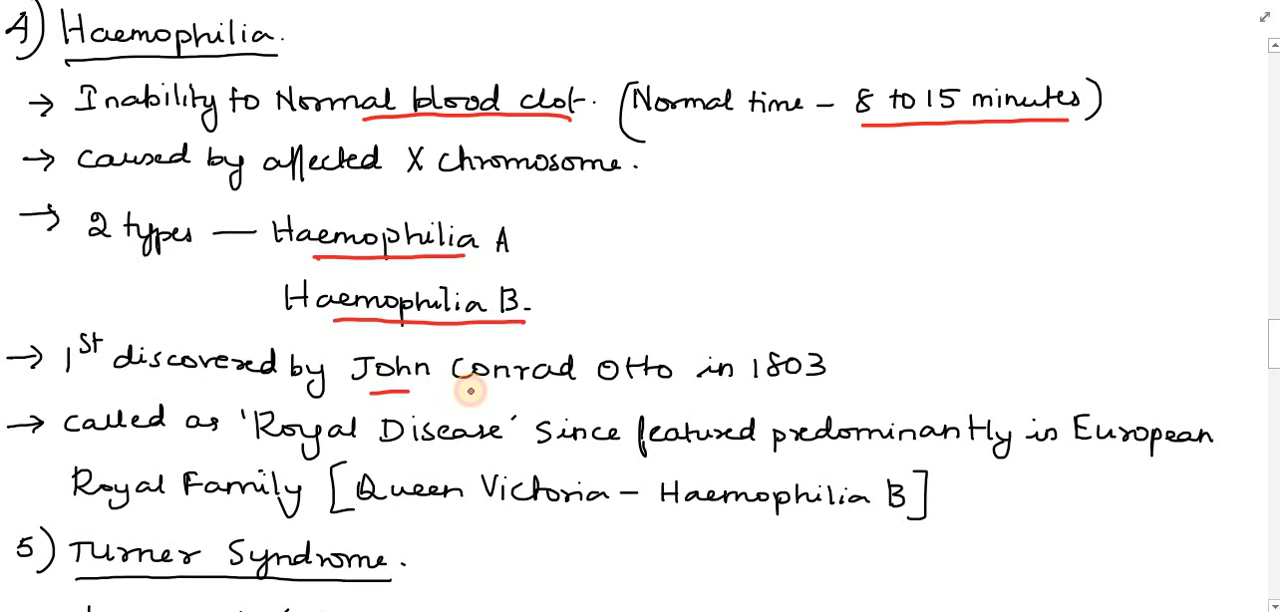 4) Haemophilia.
→ Inability to Normal blood clot. (Normal time - 8 to 15 minutes)
→ caused by affected X chromosome.
→ 2 types — Haemophilia A
Haemophilia B.
→ 1st discovered by John Conrad Otto in 1803
→ called as 'Royal Disease' Since featured predominantly in European
Royal Family [Queen Victoria - Haemophilia B]
5) Turner Syndrome.